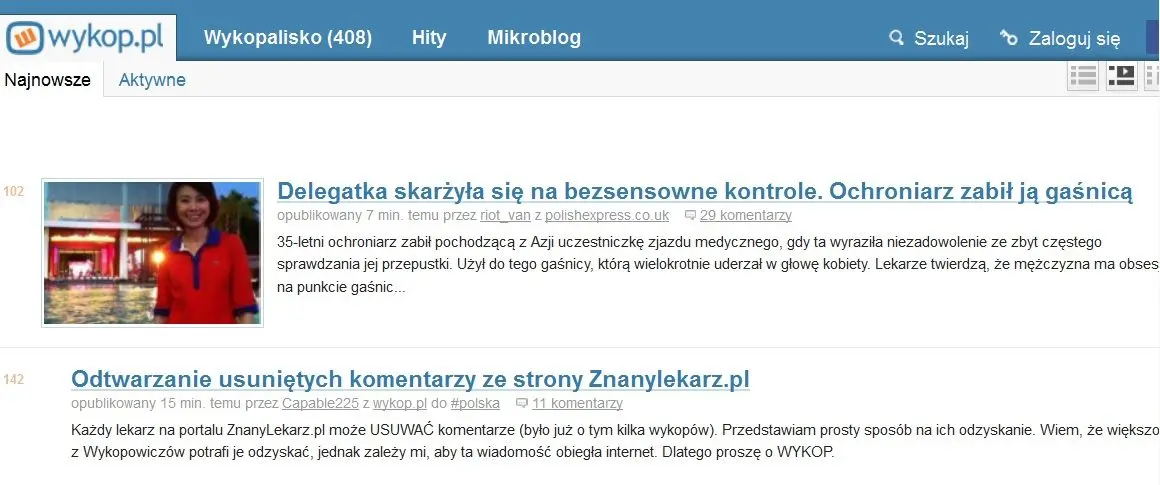 wykop.pl Wykopalisko (408) Hity Mikroblog Szukaj Zaloguj się
Najnowsze Aktywne
102
Delegatka skarżyła się na bezsensowne kontrole. Ochroniarz zabił ją gaśnicą
opublikowany 7 min. temu przez riot_van z polishexpress.co.uk 29 komentarzy
35-letni ochroniarz zabił pochodzącą z Azji uczestniczkę zjazdu medycznego, gdy ta wyraziła niezadowolenie ze zbyt częstego
sprawdzania jej przepustki. Użył do tego gaśnicy, którą wielokrotnie uderzał w głowę kobiety. Lekarze twierdzą, że mężczyzna ma obses
na punkcie gaśnic...
142
Odtwarzanie usuniętych komentarzy ze strony Znanylekarz.pl
opublikowany 15 min. temu przez Capable225 z wykop.pl do #polska 11 komentarzy
Każdy lekarz na portalu ZnanyLekarz.pl może USUWAĆ komentarze (było już o tym kilka wykopów). Przedstawiam prosty sposób na ich odzyskanie. Wiem, że większo
z Wykopowiczów potrafi je odzyskać, jednak zależy mi, aby ta wiadomość obiegła internet. Dlatego proszę o WYKOP.